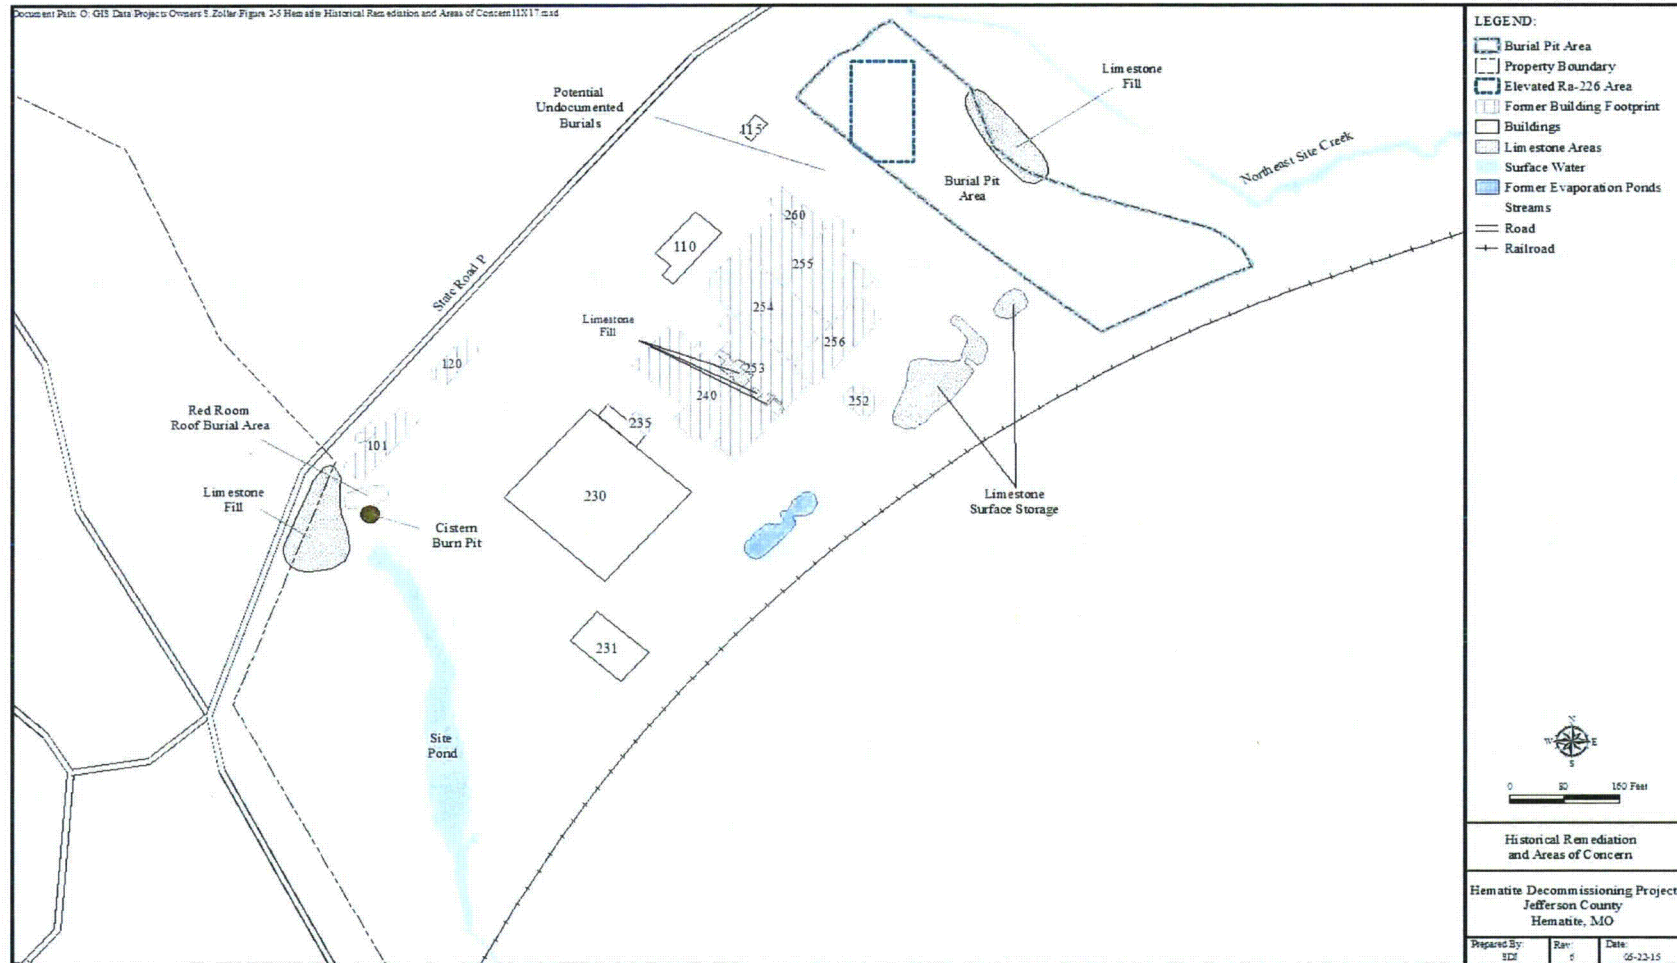 Document Path: O: GIS Data Projects Owners S. Zoller Figure 2-5 Hematite Historical Remediation and Areas of Concern 11X17.mxd
LEGEND:
Burial Pit Area
Property Boundary
Elevated Ra-226 Area
Former Building Footprint
Buildings
Limestone Areas
Surface Water
Former Evaporation Ponds
Streams
Road
Railroad
Limestone
Fill
Potential
Undocumented
Burials
115
Northeast Site Creek
Burial Pit
Area
260
110
255
State Road P
254
Limestone
Fill
256
120
253
240
252
Red Room
Roof Burial Area
235
101
Limestone
Fill
230
Limestone
Surface Storage
Cistern
Burn Pit
231
Site
Pond
N
W E
S
0 80 160 Feet
Historical Remediation
and Areas of Concern
Hematite Decommissioning Project
Jefferson County
Hematite, MO
Prepared By: Rev: Date:
05-22-15